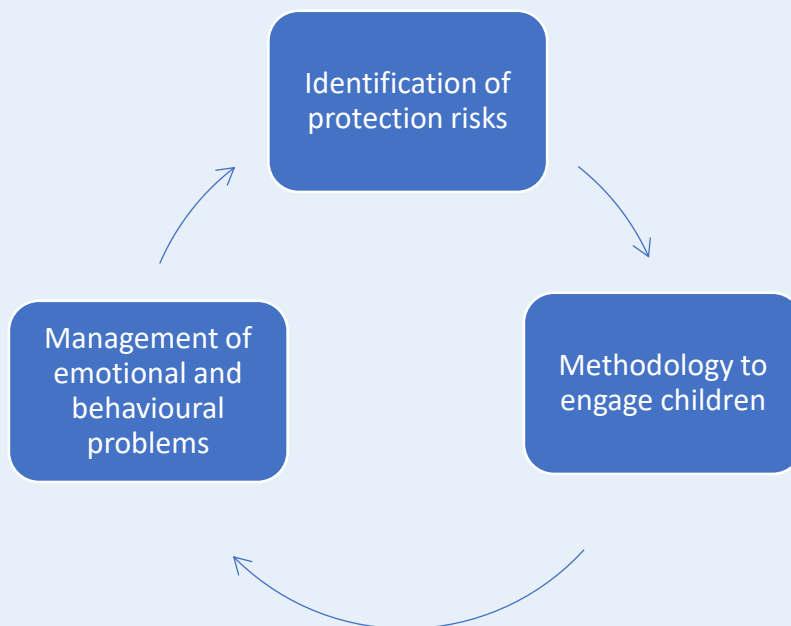 Identification of
protection risks
Methodology to
engage children
Management of
emotional and
behavioural
problems